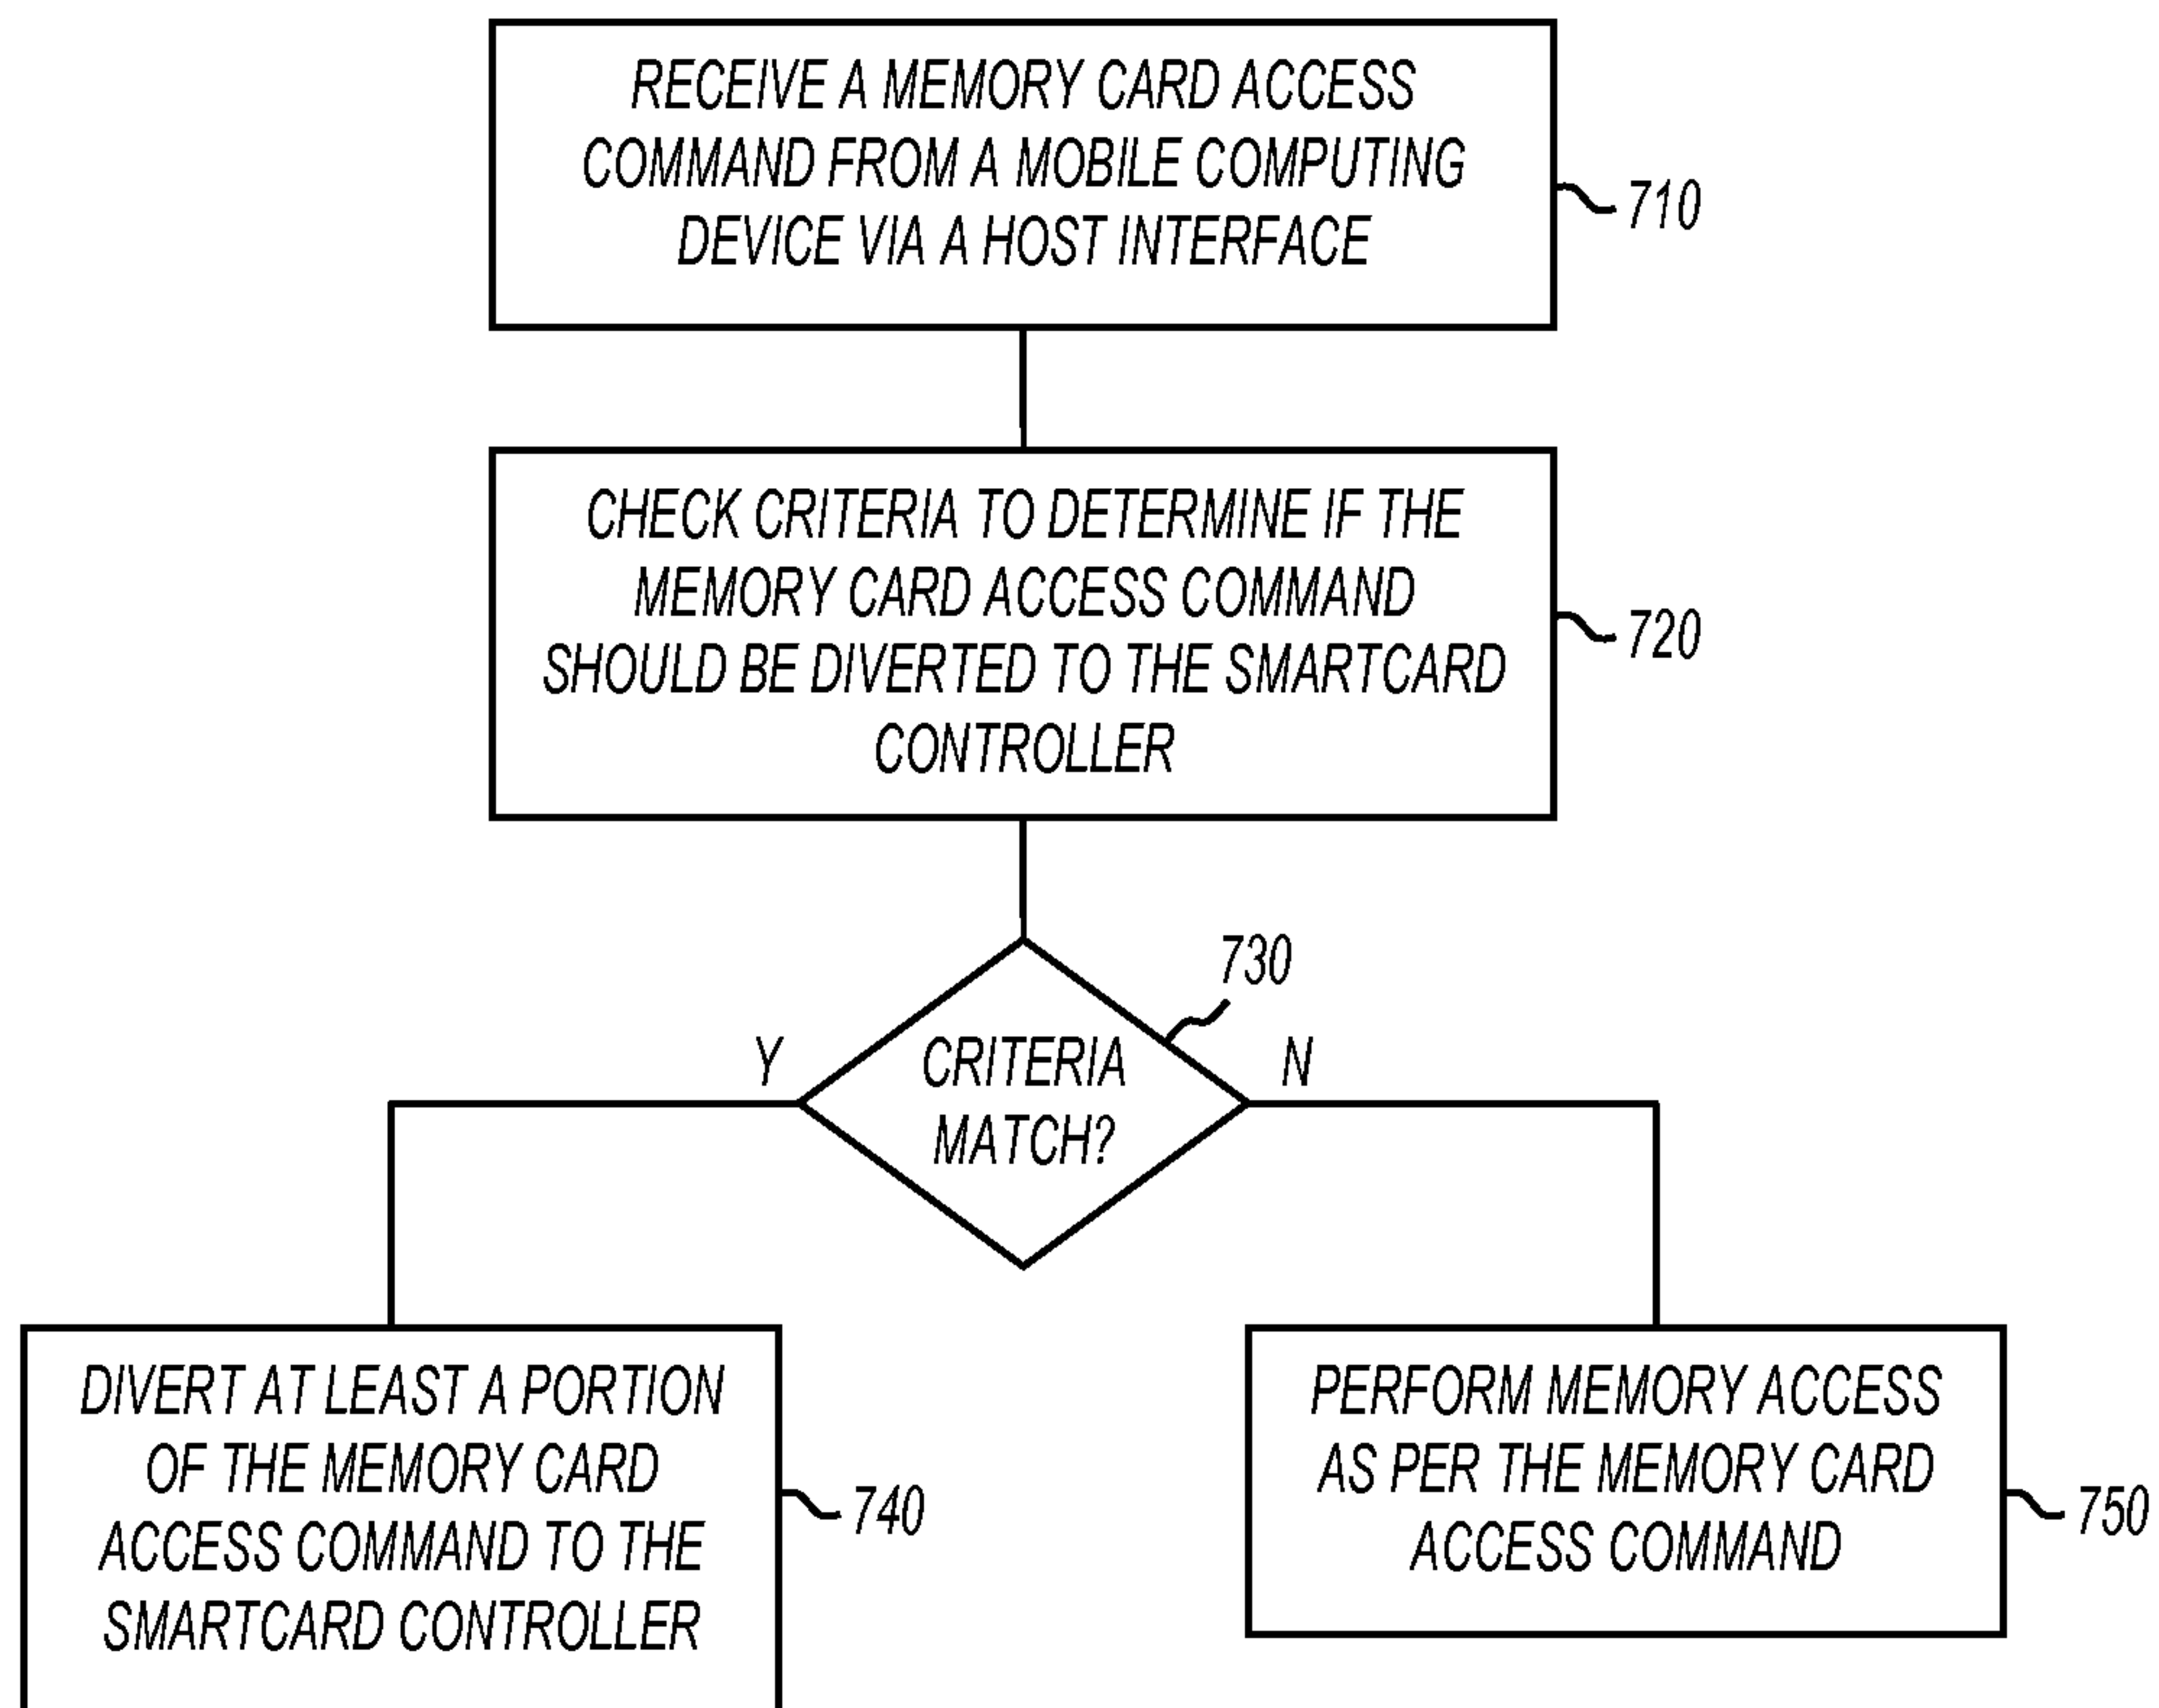 RECEIVE A MEMORY CARD ACCESS
COMMAND FROM A MOBILE COMPUTING
DEVICE VIA A HOST INTERFACE
710
CHECK CRITERIA TO DETERMINE IF THE
MEMORY CARD ACCESS COMMAND
SHOULD BE DIVERTED TO THE SMARTCARD
CONTROLLER
720
730
Y
CRITERIA
MATCH?
N
DIVERT AT LEAST A PORTION
OF THE MEMORY CARD
ACCESS COMMAND TO THE
SMARTCARD CONTROLLER
740
PERFORM MEMORY ACCESS
AS PER THE MEMORY CARD
ACCESS COMMAND
750